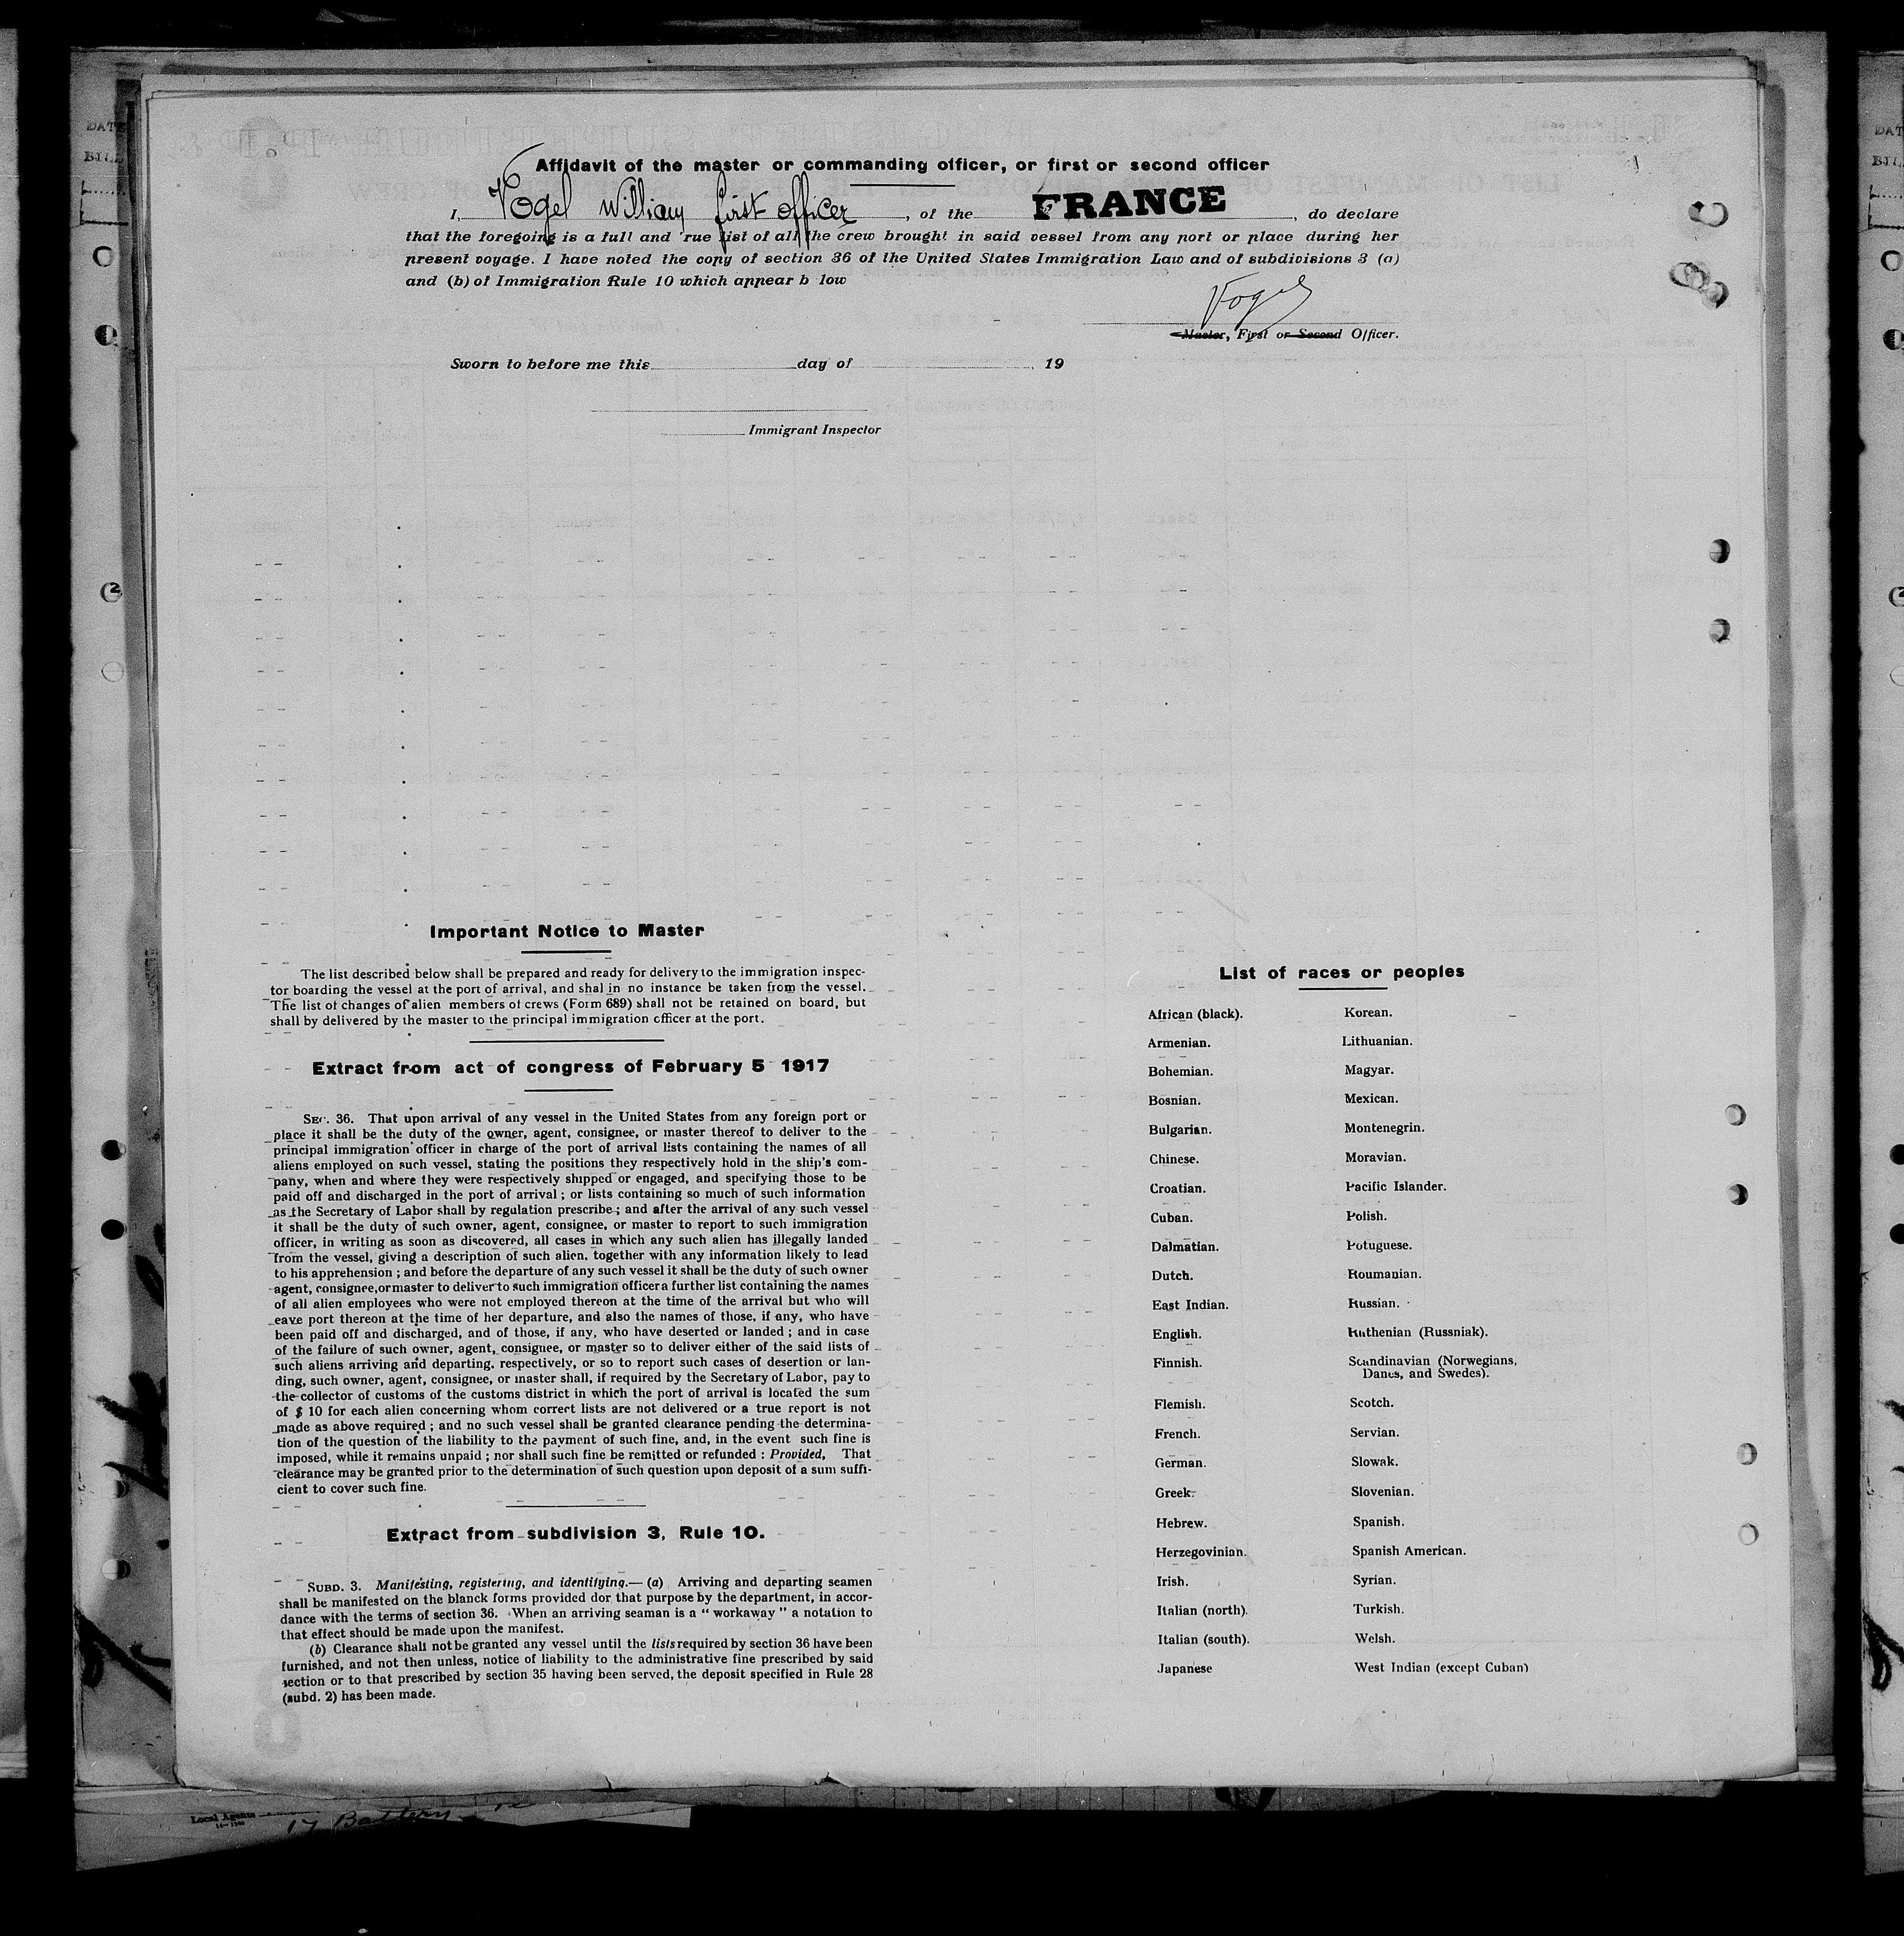 Affidavit of the master or commanding officer, or first or second officer
I, Vogel William first officer, of the FRANCE, do declare
that the foregoing is a full and rue list of all the crew brought in said vessel from any port or place during her
present voyage. I have noted the copy of section 36 of the United States Immigration Law and of subdivisions 3 (a)
and (b) of Immigration Rule 10 which appear b low
Vogel
Master, First or Second Officer.
Sworn to before me this day of , 19
Immigrant Inspector
Important Notice to Master
The list described below shall be prepared and ready for delivery to the immigration inspec-
tor boarding the vessel at the port of arrival, and shal in no instance be taken from the vessel.
The list of changes of alien members of crews (Form 689) shall not be retained on board, but
shall by delivered by the master to the principal immigration officer at the port.
Extract from act of congress of February 5 1917
SEC. 36. That upon arrival of any vessel in the United States from any foreign port or
place it shall be the duty of the owner, agent, consignee, or master thereof to deliver to the
principal immigration officer in charge of the port of arrival lists containing the names of all
aliens employed on such vessel, stating the positions they respectively hold in the ship's com-
pany, when and where they were respectively shipped or engaged, and specifying those to be
paid off and discharged in the port of arrival ; or lists containing so much of such information
as the Secretary of Labor shall by regulation prescribe ; and after the arrival of any such vessel
it shall be the duty of such owner, agent, consignee, or master to report to such immigration
officer, in writing as soon as discovered, all cases in which any such alien has illegally landed
from the vessel, giving a description of such alien, together with any information likely to lead
to his apprehension ; and before the departure of any such vessel it shall be the duty of such owner
agent, consignee,ormaster to deliver to such immigration officer a further list containing the names
of all alien employees who were not employed thereon at the time of the arrival but who will
eave port thereon at the time of her departure, and also the names of those, if any, who have
been paid off and discharged, and of those, if any, who have deserted or landed ; and in case
of the failure of such owner, agent, consignee, or master so to deliver either of the said lists of
such aliens arriving and departing, respectively, or so to report such cases of desertion or lan-
ding, such owner, agent, consignee, or master shall, if required by the Secretary of Labor, pay to
the collector of customs of the customs district in which the port of arrival is located the sum
of $ 10 for each alien concerning whom correct lists are not delivered or a true report is not
made as above required ; and no such vessel shall be granted clearance pending the determina-
tion of the question of the liability to the payment of such fine, and, in the event such fine is
imposed, while it remains unpaid ; nor shall such fine be remitted or refunded : Provided, That
clearance may be granted prior to the determination of such question upon deposit of a sum suffi-
cient to cover such fine.
Extract from subdivision 3, Rule 10.
SUBD. 3. Manifesting, registering, and identifying.— (a) Arriving and departing seamen
shall be manifested on the blanck forms provided dor that purpose by the department, in accor-
dance with the terms of section 36. When an arriving seaman is a “ workaway ” a notation to
that effect should be made upon the manifest.
(b) Clearance shall not be granted any vessel until the lists required by section 36 have been
furnished, and not then unless, notice of liability to the administrative fine prescribed by said
section or to that prescribed by section 35 having been served, the deposit specified in Rule 28
(subd. 2) has been made.
List of races or peoples
African (black). Korean.
Armenian. Lithuanian.
Bohemian. Magyar.
Bosnian. Mexican.
Bulgarian. Montenegrin.
Chinese. Moravian.
Croatian. Pacific Islander.
Cuban. Polish.
Dalmatian. Potuguese.
Dutch. Roumanian.
East Indian. Russian.
English. Ruthenian (Russniak).
Finnish. Scandinavian (Norwegians,
Danes, and Swedes).
Flemish. Scotch.
French. Servian.
German. Slowak.
Greek. Slovenian.
Hebrew. Spanish.
Herzegovinian. Spanish American.
Irish. Syrian.
Italian (north). Turkish.
Italian (south). Welsh.
Japanese West Indian (except Cuban)
Local Agents
17 Battery